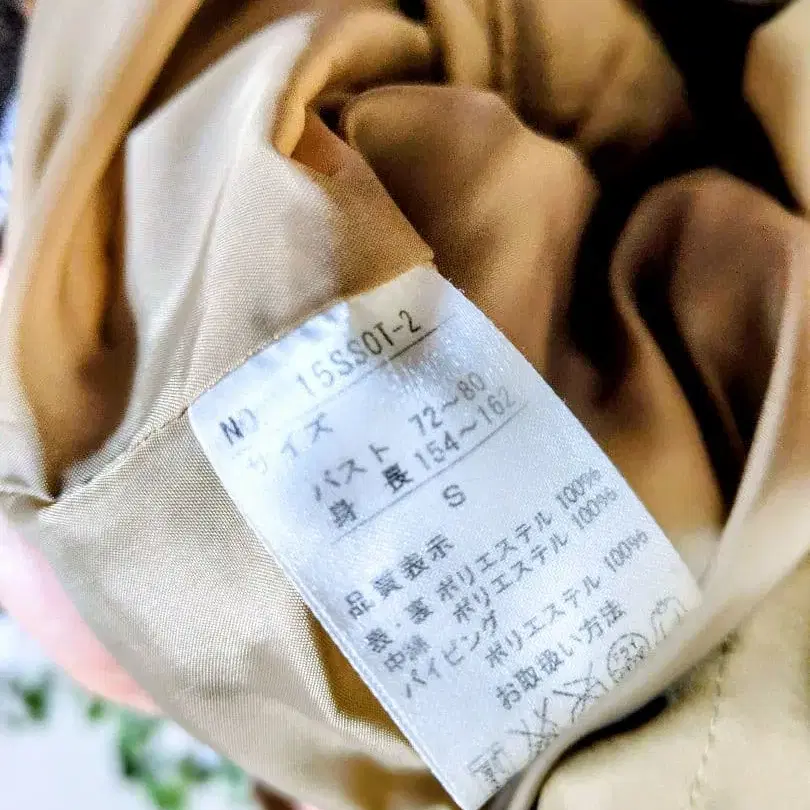 NO. 15SSOT-2
サイズ
バスト 72～80
身 長 154～162
S
品質表示
表・裏 ポリエステル 100%
中綿 ポリエステル 100%
パイピング
ポリエステル 100%
お取扱い方法